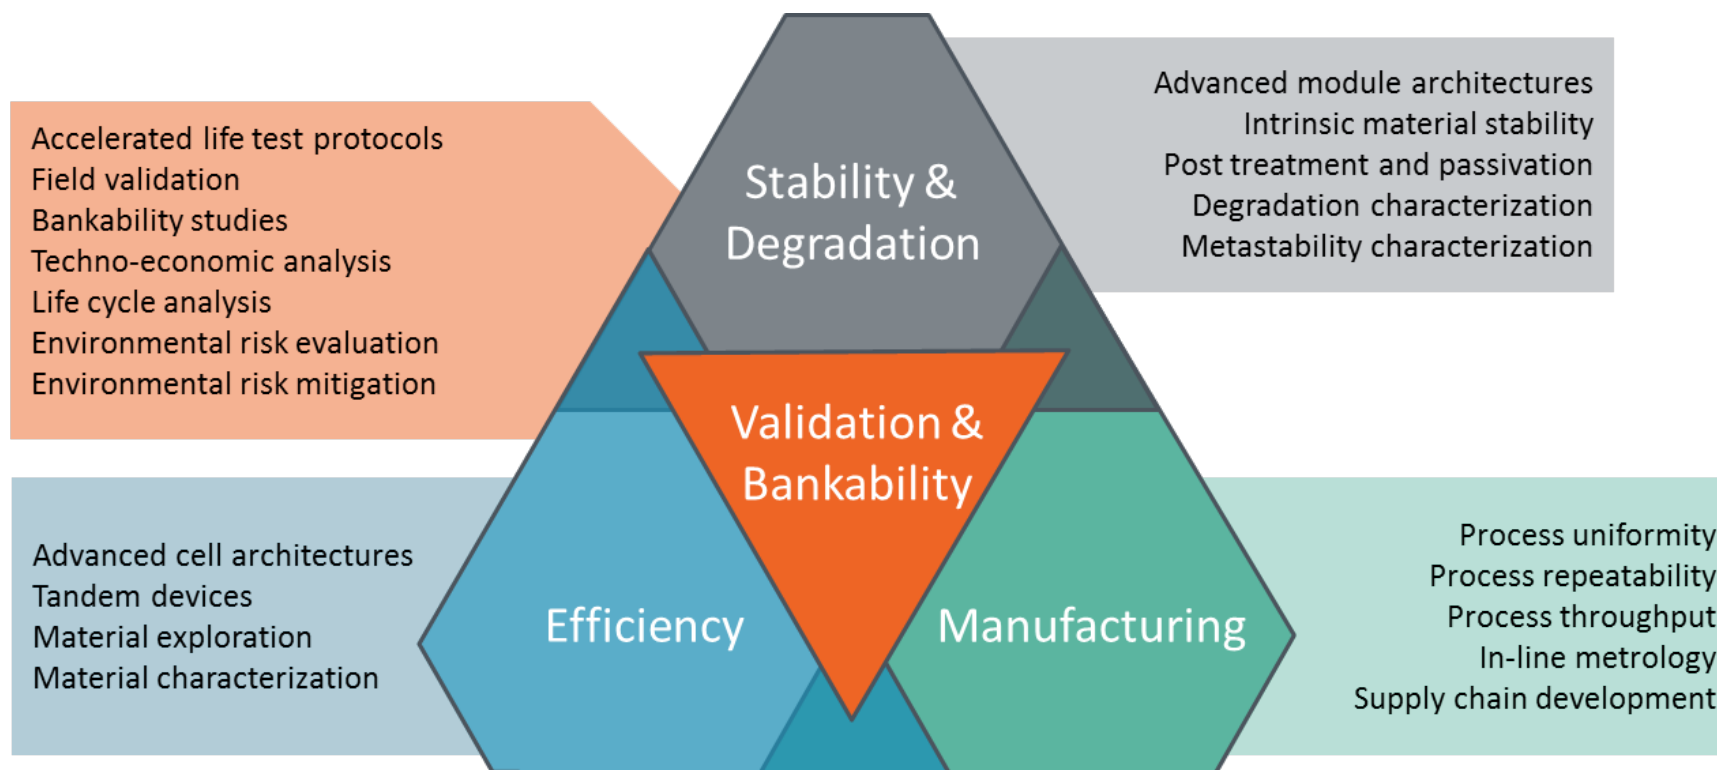 Accelerated life test protocols
Field validation
Bankability studies
Techno-economic analysis
Life cycle analysis
Environmental risk evaluation
Environmental risk mitigation
Stability &
Degradation
Advanced module architectures
Intrinsic material stability
Post treatment and passivation
Degradation characterization
Metastability characterization
Validation &
Bankability
Advanced cell architectures
Tandem devices
Material exploration
Material characterization
Efficiency
Manufacturing
Process uniformity
Process repeatability
Process throughput
In-line metrology
Supply chain development